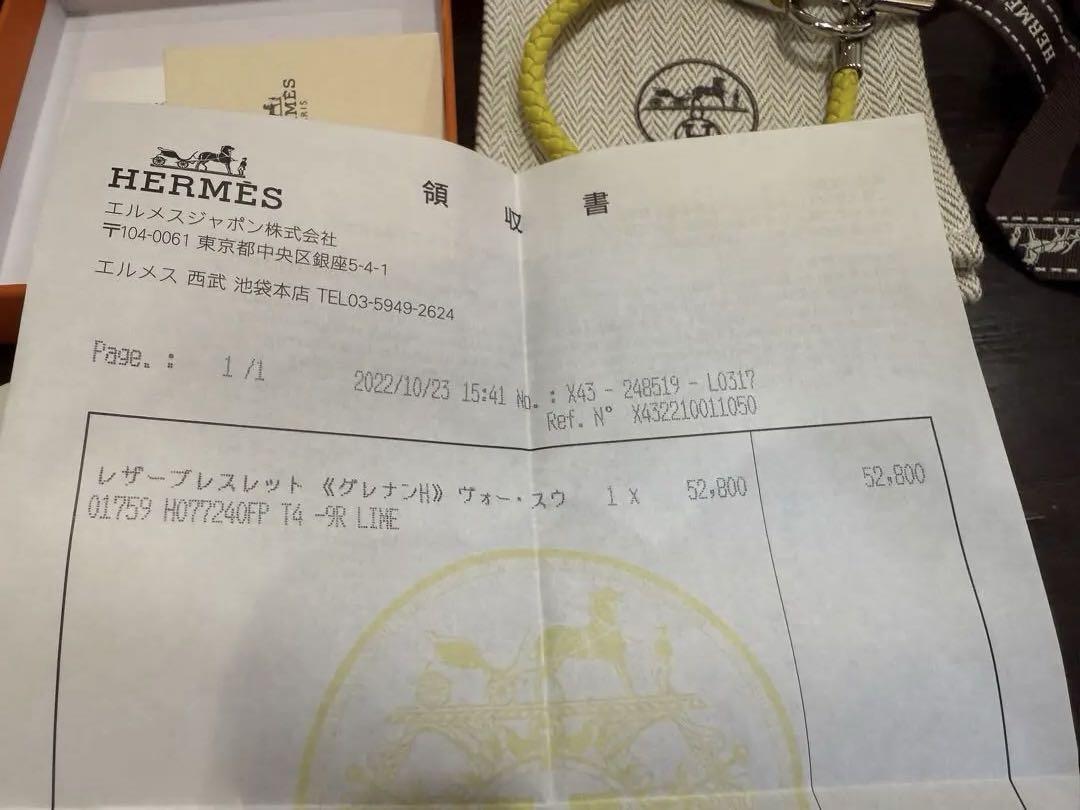 HERMÈS
HERMÈS
領収書
HERMÈS
エルメスジャポン株式会社
〒104-0061 東京都中央区銀座5-4-1
エルメス 西武 池袋本店 TEL03-5949-2624
Page. : 1 /1
2022/10/23 15:41 No. : X43 - 248519 - L0317
Ref. N° X432210011050
レザーブレスレット 《グレナンH》 ヴォー・スウ 1 X 52,800 52,800
01759 H077240FP T4 -9R LIME